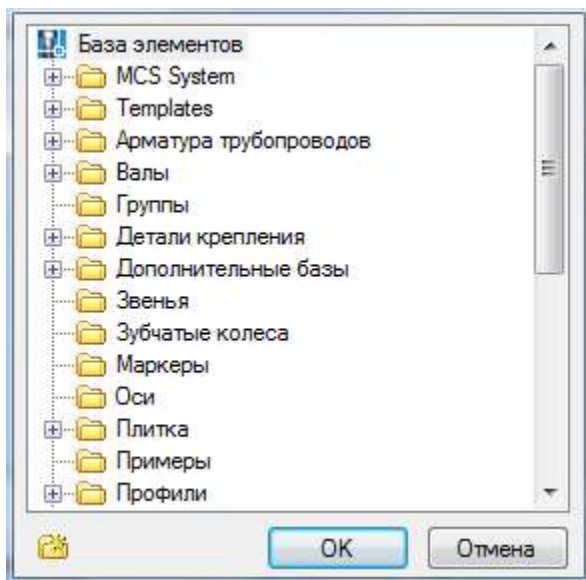 База элементов
MCS System
Templates
Арматура трубопроводов
Валы
Группы
Детали крепления
Дополнительные базы
Звенья
Зубчатые колеса
Маркеры
Оси
Плитка
Примеры
Профили
OK Отмена